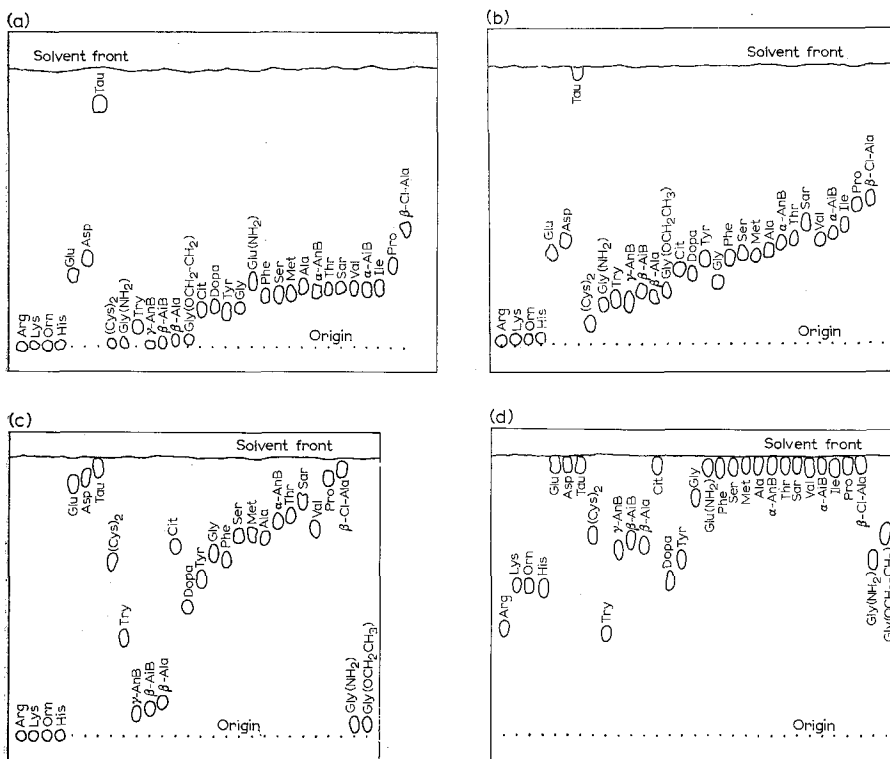 (a)
Solvent front
Tau
Glu
Asp
Arg
Lys
Orn
His
(Cys)2
Gly(NH2)
Try
γ-AnB
β-AiB
β-Ala
Gly(OCH2-CH2)
Cit
Dopa
Tyr
Gly
Glu(NH2)
Phe
Ser
Met
Ala
α-AnB
Thr
Sar
Val
α-AiB
Ile
Pro
β-Cl-Ala
Origin
(b)
Solvent front
Tau
Glu
Asp
Arg
Lys
Orn
His
(Cys)2
Gly(NH2)
Try
γ-AnB
β-AiB
β-Ala
Gly(OCH2CH3)
Cit
Dopa
Tyr
Gly
Phe
Ser
Met
Ala
α-AnB
Thr
Sar
Val
α-AiB
Ile
Pro
β-Cl-Ala
Origin
(c)
Solvent front
Glu
Asp
Tau
Arg
Lys
Orn
His
(Cys)2
Try
γ-AnB
β-AiB
β-Ala
Cit
Dopa
Tyr
Gly
Phe
Ser
Met
Ala
α-AnB
Thr
Sar
Val
Pro
β-Cl-Ala
Gly(NH2)
Gly(OCH2CH3)
Origin
(d)
Solvent front
Arg
Lys
Orn
His
Glu
Asp
Tau
(Cys)2
Try
γ-AnB
β-AiB
β-Ala
Cit
Dopa
Tyr
Gly
Glu(NH2)
Phe
Ser
Met
Ala
α-AnB
Thr
Sar
Val
α-AiB
Ile
Pro
β-Cl-Ala
Gly(NH2)
Gly(OCH2CH3)
Origin